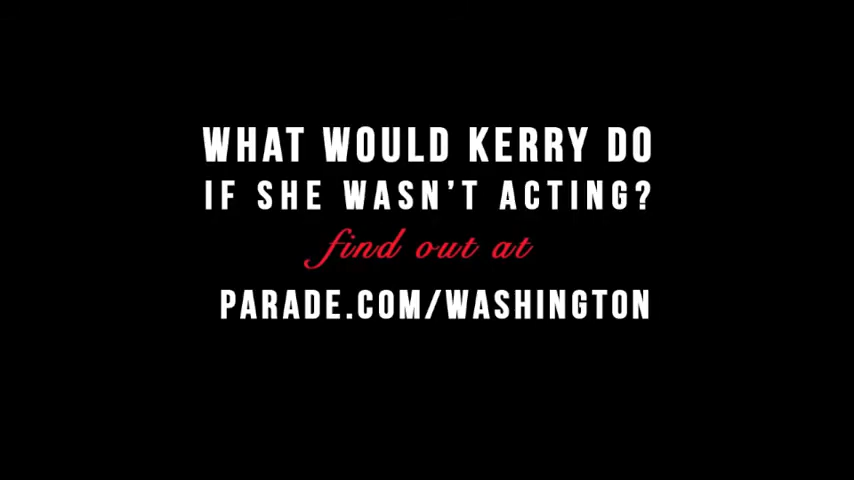 WHAT WOULD KERRY DO
IF SHE WASN'T ACTING?
find out at
PARADE.COM/WASHINGTON